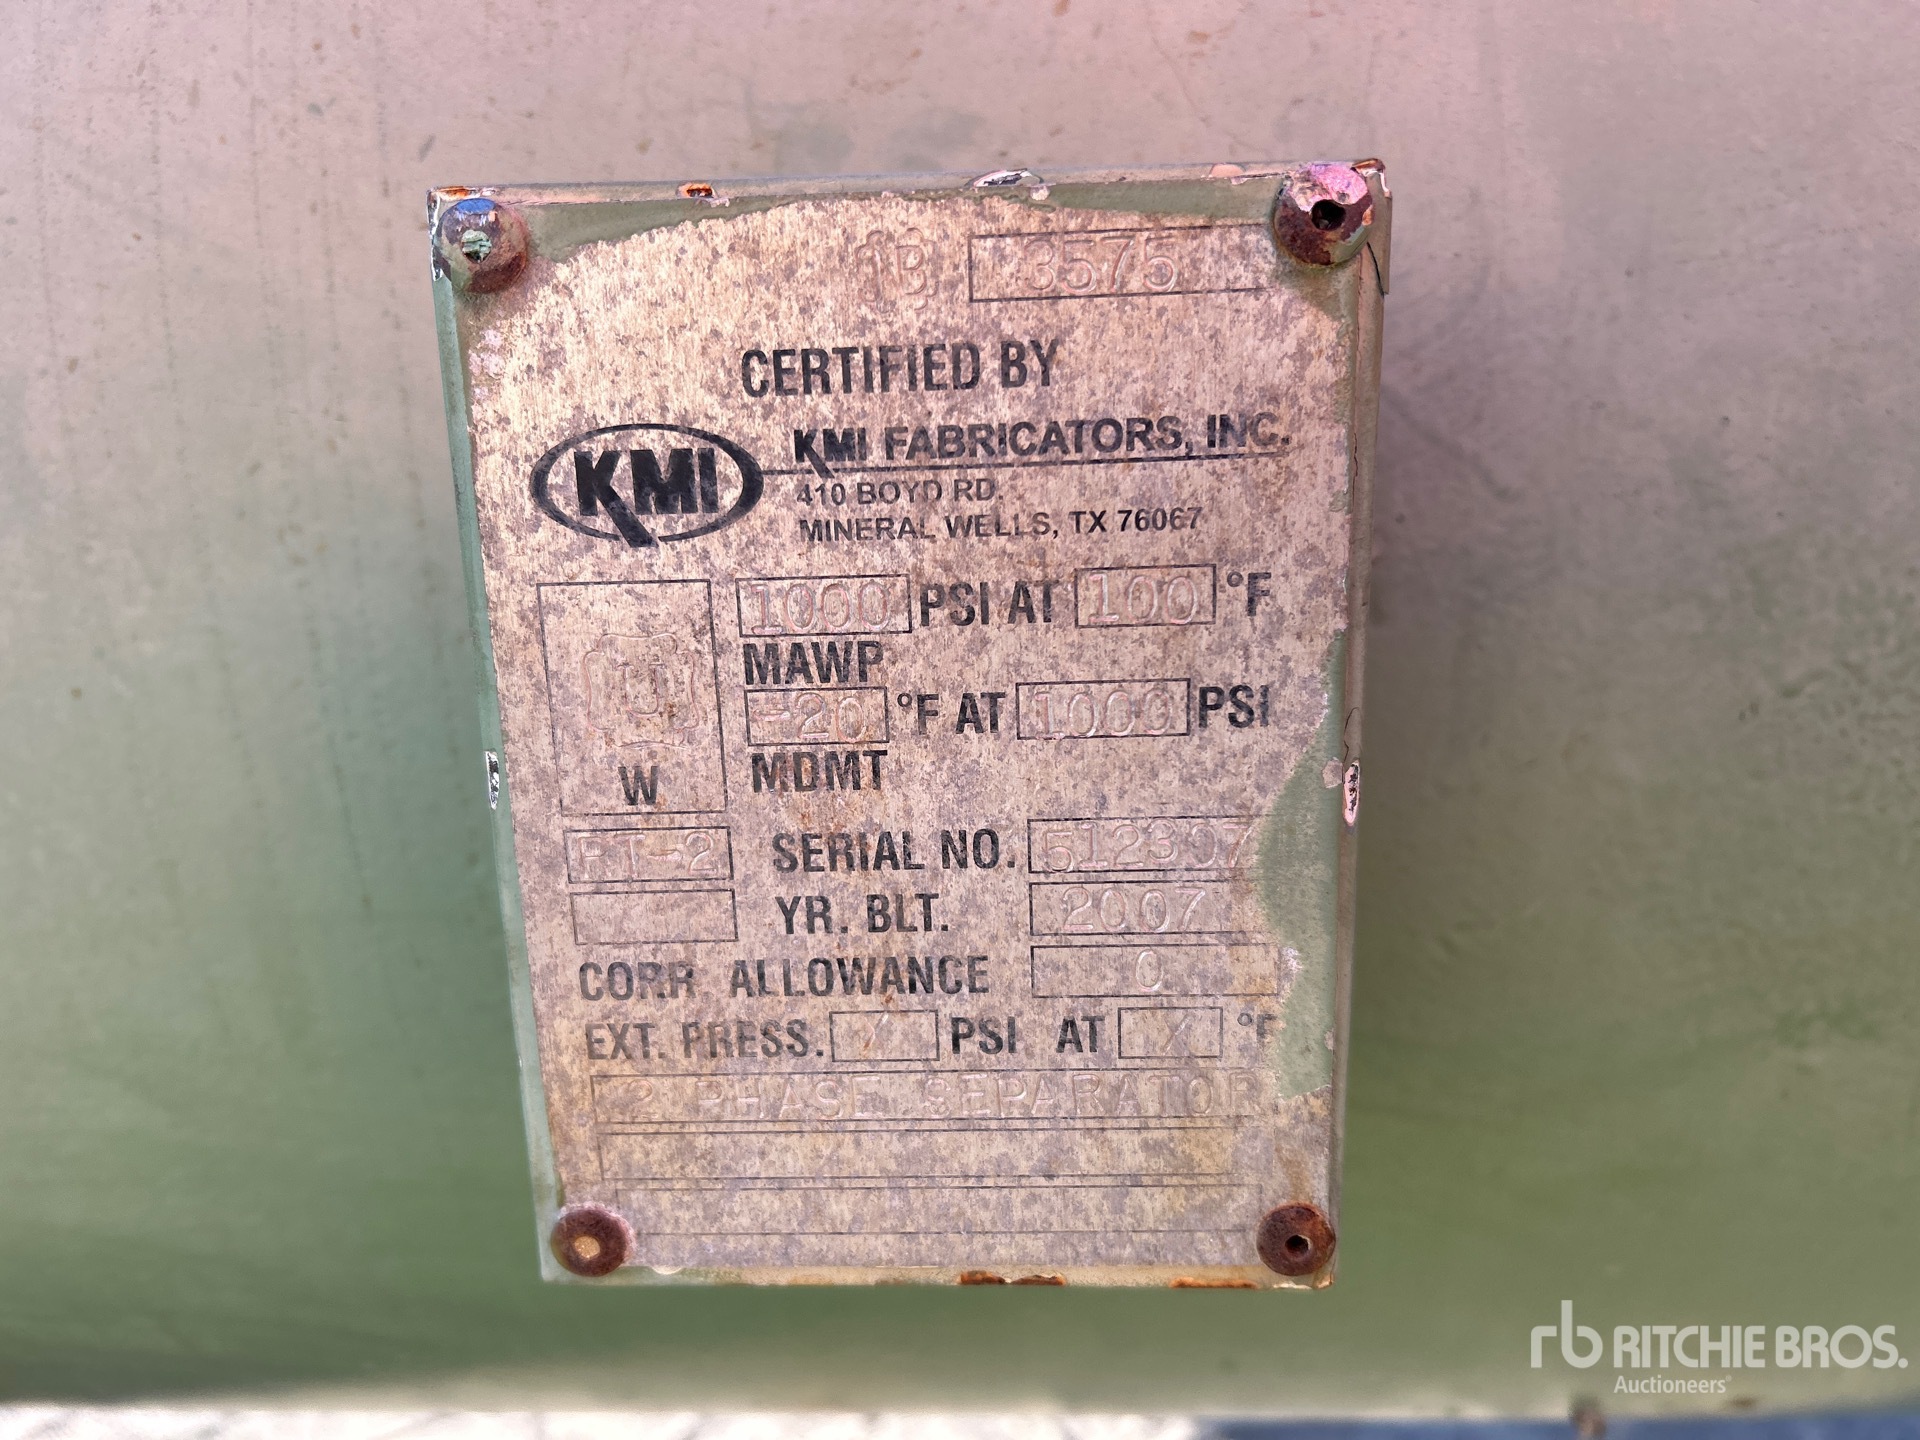 NB 3575
CERTIFIED BY
KMI KMI FABRICATORS, INC.
410 BOYD RD.
MINERAL WELLS, TX 76067
1000 PSI AT 100 °F
MAWP
U
-20 °F AT 1000 PSI
W MDMT
RT-2 SERIAL NO. 512307
YR. BLT. 2007
CORR ALLOWANCE 0
EXT. PRESS. / PSI AT / °F
2 PHASE SEPARATOR
rb RITCHIE BROS.
Auctioneers